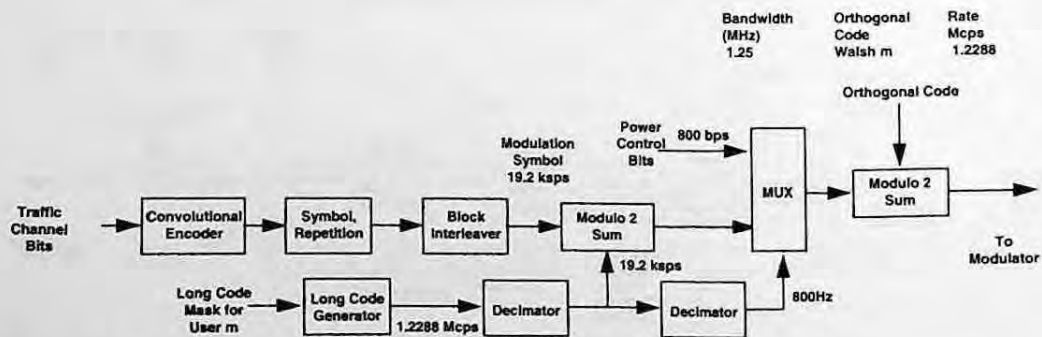 Bandwidth Orthogonal Rate
(MHz) Code Mcps
1.25 Walsh m 1.2288
Orthogonal Code
Power
Control
Bits
800 bps
Modulation
Symbol
19.2 ksps
MUX
Modulo 2
Sum
Traffic
Channel
Bits
Convolutional
Encoder
Symbol,
Repetition
Block
Interleaver
Modulo 2
Sum
To
Modulator
19.2 ksps
Long Code
Mask for
User m
Long Code
Generator
1.2288 Mcps
Decimator
Decimator
800Hz